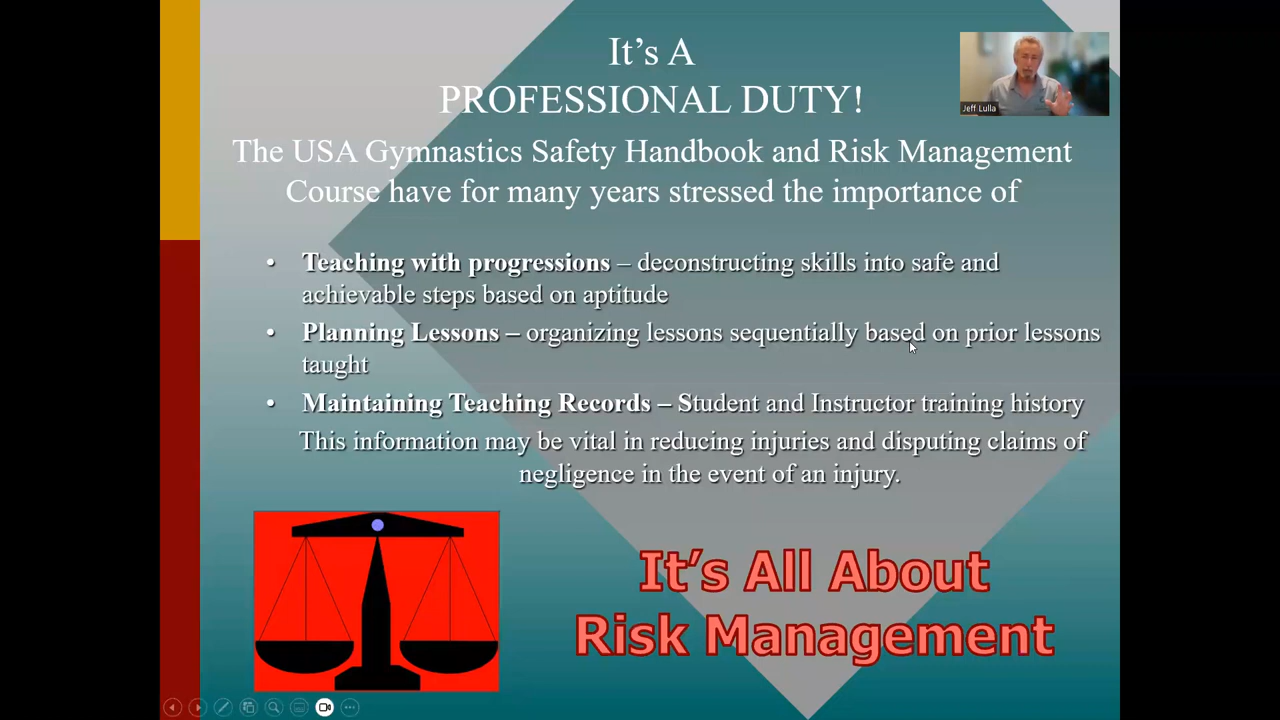 It's A
PROFESSIONAL DUTY!
Jeff Lulla
The USA Gymnastics Safety Handbook and Risk Management
Course have for many years stressed the importance of
• Teaching with progressions – deconstructing skills into safe and
achievable steps based on aptitude
• Planning Lessons – organizing lessons sequentially based on prior lessons
taught
• Maintaining Teaching Records – Student and Instructor training history
This information may be vital in reducing injuries and disputing claims of
negligence in the event of an injury.
It's All About
Risk Management